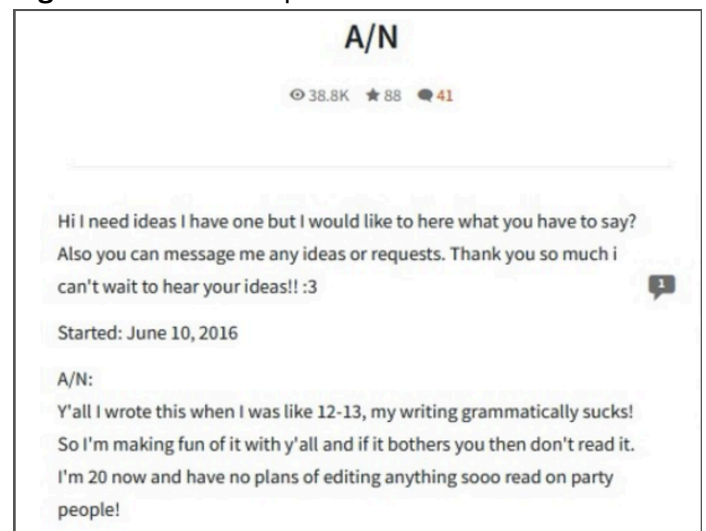 A/N
38.8K 88 41
Hi I need ideas I have one but I would like to here what you have to say?
Also you can message me any ideas or requests. Thank you so much i
can't wait to hear your ideas!! :3
1
Started: June 10, 2016
A/N:
Y'all I wrote this when I was like 12-13, my writing grammatically sucks!
So I'm making fun of it with y'all and if it bothers you then don't read it.
I'm 20 now and have no plans of editing anything sooo read on party
people!